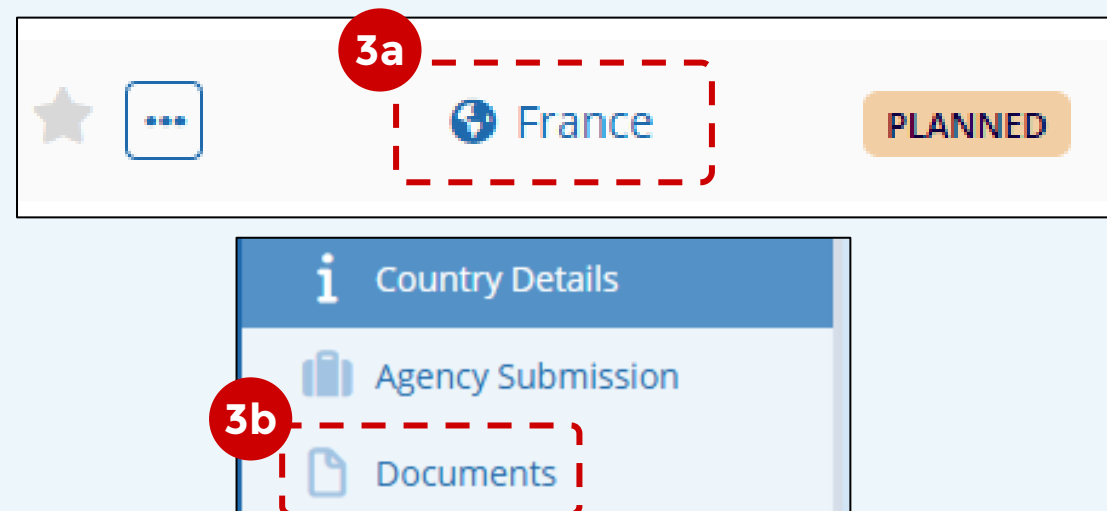 3a
France
PLANNED
Country Details
Agency Submission
3b
Documents